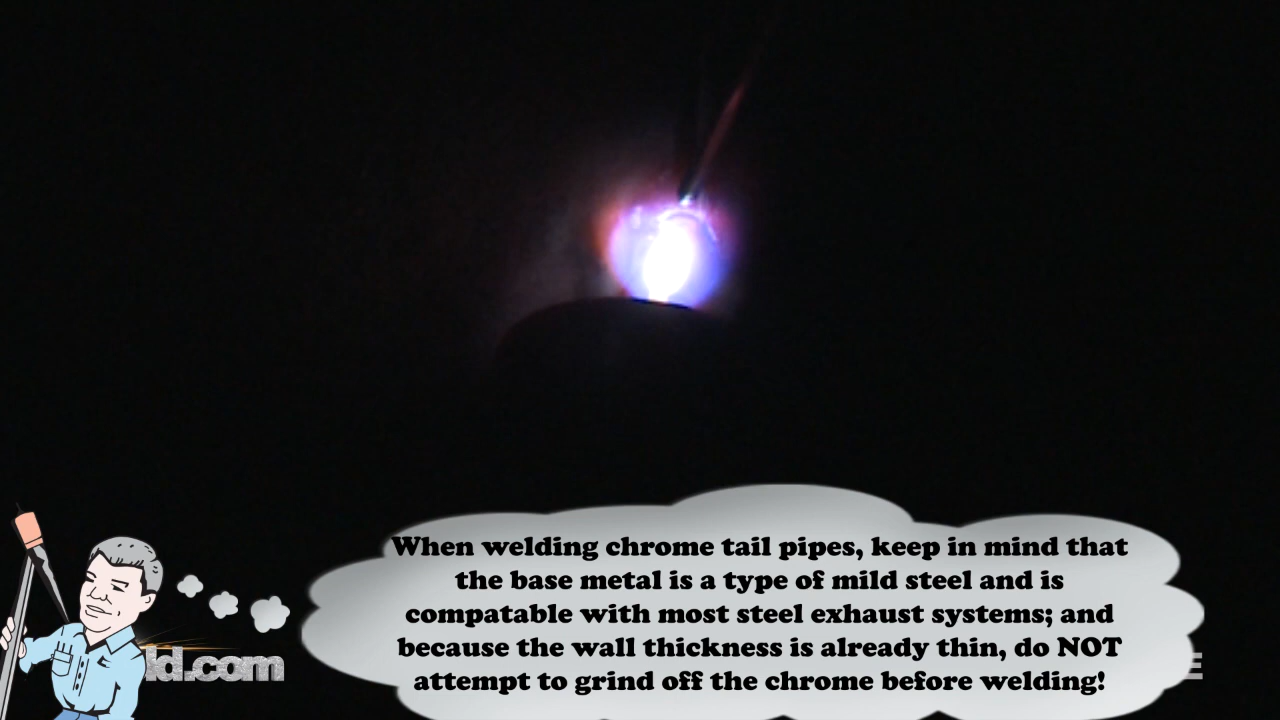 When welding chrome tail pipes, keep in mind that
the base metal is a type of mild steel and is
compatable with most steel exhaust systems; and
because the wall thickness is already thin, do NOT
attempt to grind off the chrome before welding!
ld.com
E